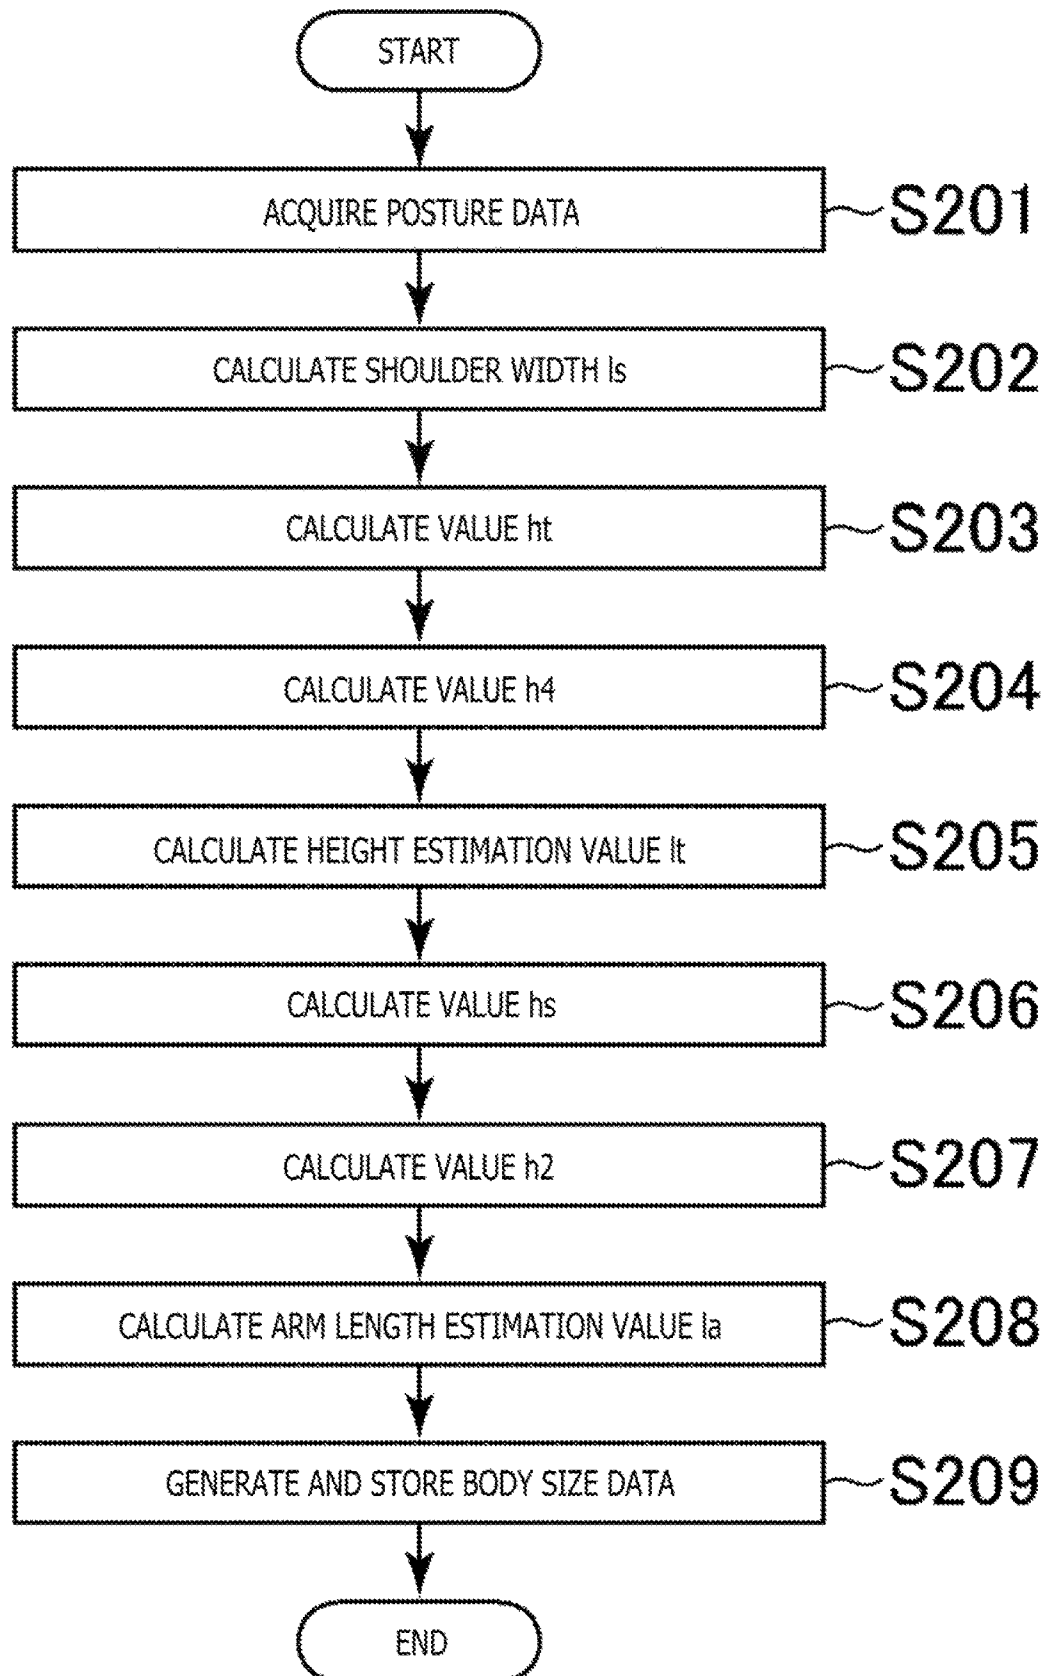 START
ACQUIRE POSTURE DATA
S201
CALCULATE SHOULDER WIDTH ls
S202
CALCULATE VALUE ht
S203
CALCULATE VALUE h4
S204
CALCULATE HEIGHT ESTIMATION VALUE lt
S205
CALCULATE VALUE hs
S206
CALCULATE VALUE h2
S207
CALCULATE ARM LENGTH ESTIMATION VALUE la
S208
GENERATE AND STORE BODY SIZE DATA
S209
END